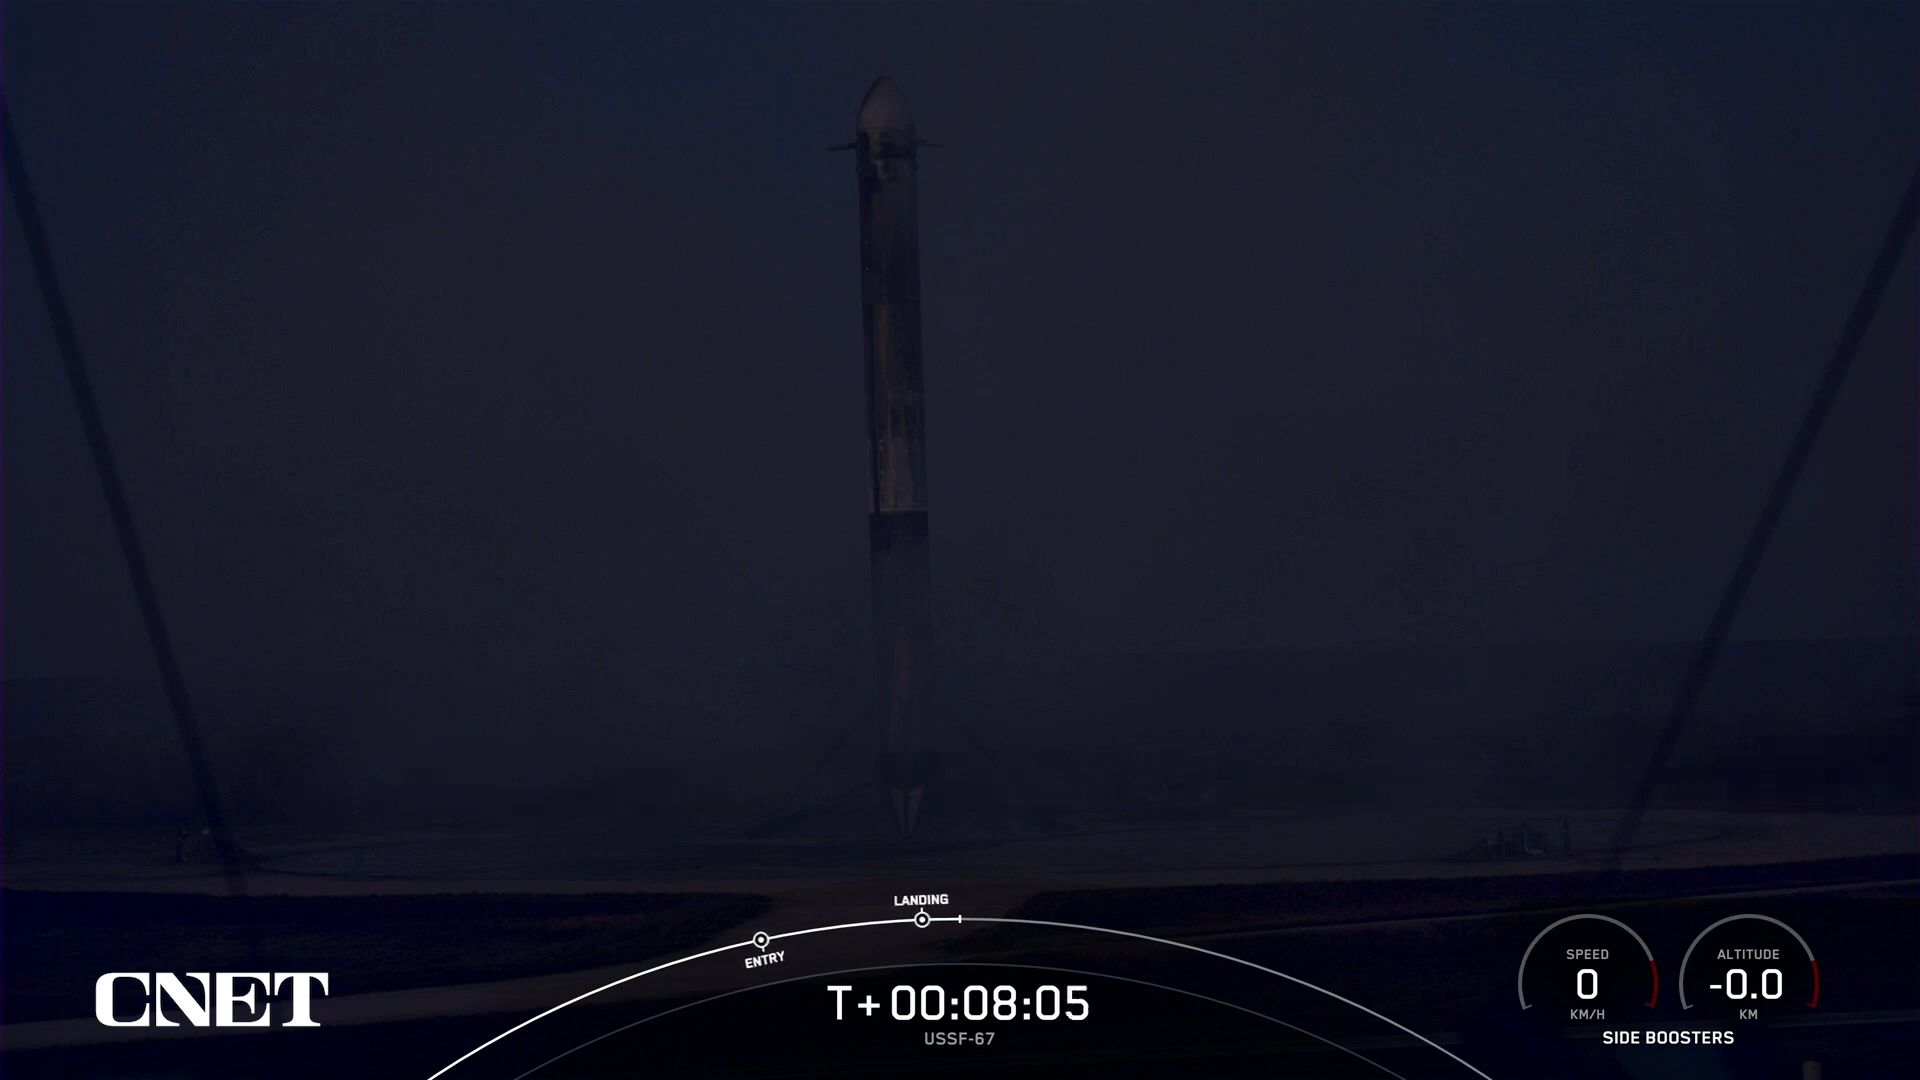 LANDING
ENTRY
CNET
T+00:08:05
USSF-67
SPEED
0
KM/H
ALTITUDE
-0.0
KM
SIDE BOOSTERS